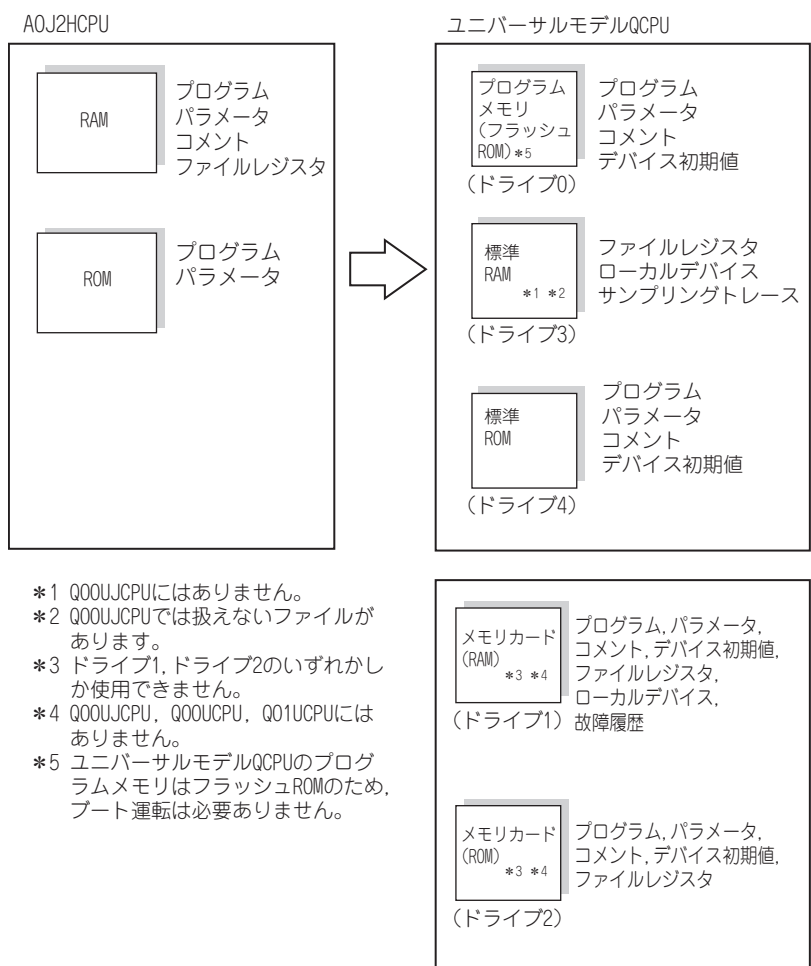 A0J2HCPU
RAM
プログラム
パラメータ
コメント
ファイルレジスタ
ROM
プログラム
パラメータ
ユニバーサルモデルQCPU
プログラム
メモリ
(フラッシュ
ROM)*5
(ドライブ0)
プログラム
パラメータ
コメント
デバイス初期値
標準
RAM
*1 *2
(ドライブ3)
ファイルレジスタ
ローカルデバイス
サンプリングトレース
標準
ROM
(ドライブ4)
プログラム
パラメータ
コメント
デバイス初期値
*1 Q00UJCPUにはありません。
*2 Q00UJCPUでは扱えないファイルが
あります。
*3 ドライブ1,ドライブ2のいずれかし
か使用できません。
*4 Q00UJCPU, Q00UCPU, Q01UCPUには
ありません。
*5 ユニバーサルモデルQCPUのプログ
ラムメモリはフラッシュROMのため,
ブート運転は必要ありません。
メモリカード
(RAM)
*3 *4
(ドライブ1)
プログラム,パラメータ,
コメント,デバイス初期値,
ファイルレジスタ,
ローカルデバイス,
故障履歴
メモリカード
(ROM)
*3 *4
(ドライブ2)
プログラム,パラメータ,
コメント,デバイス初期値,
ファイルレジスタ